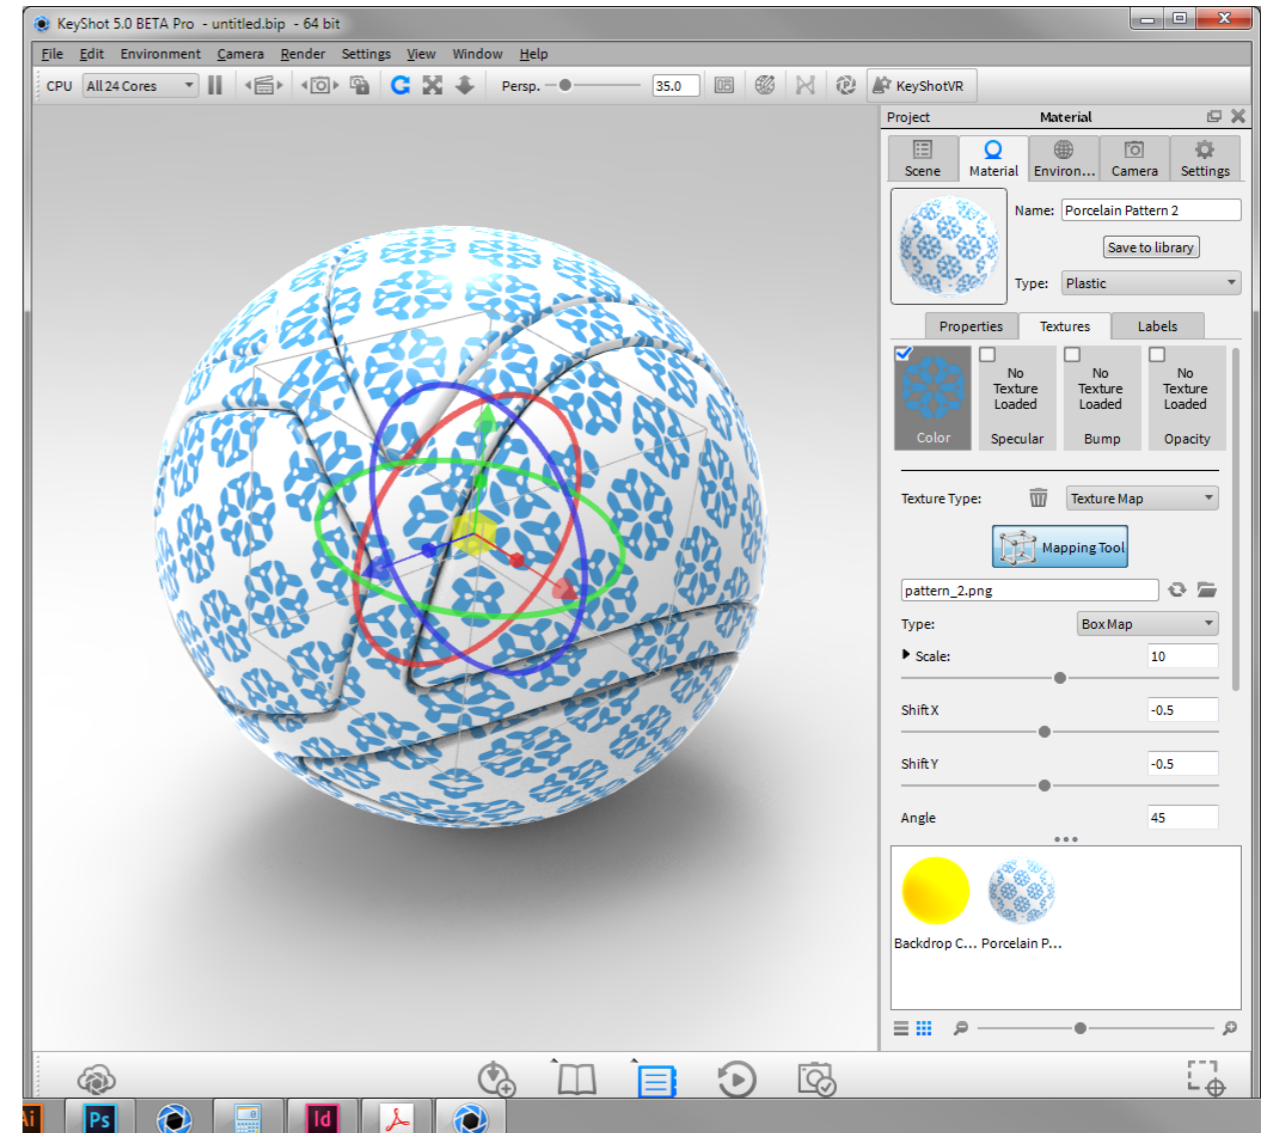 KeyShot 5.0 BETA Pro - untitled.bip - 64 bit
File Edit Environment Camera Render Settings View Window Help
CPU All 24 Cores Persp. 35.0 KeyShotVR
Project Material
Scene Material Environ... Camera Settings
Name: Porcelain Pattern 2
Save to library
Type: Plastic
Properties Textures Labels
No Texture Loaded
No Texture Loaded
No Texture Loaded
Color Specular Bump Opacity
Texture Type: Texture Map
Mapping Tool
pattern_2.png
Type: Box Map
Scale: 10
Shift X -0.5
Shift Y -0.5
Angle 45
Backdrop C... Porcelain P...
Ai Ps Id